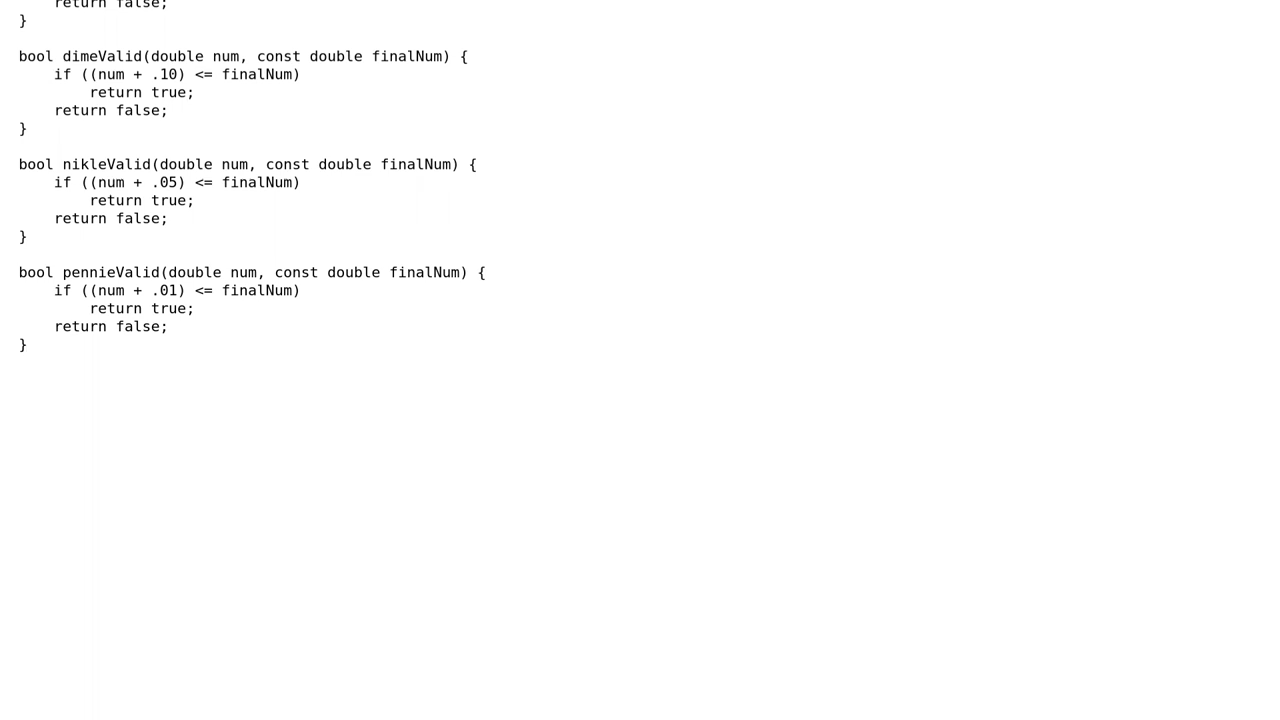 return false;
}

bool dimeValid(double num, const double finalNum) {
    if ((num + .10) <= finalNum)
        return true;
    return false;
}

bool nikleValid(double num, const double finalNum) {
    if ((num + .05) <= finalNum)
        return true;
    return false;
}

bool pennieValid(double num, const double finalNum) {
    if ((num + .01) <= finalNum)
        return true;
    return false;
}